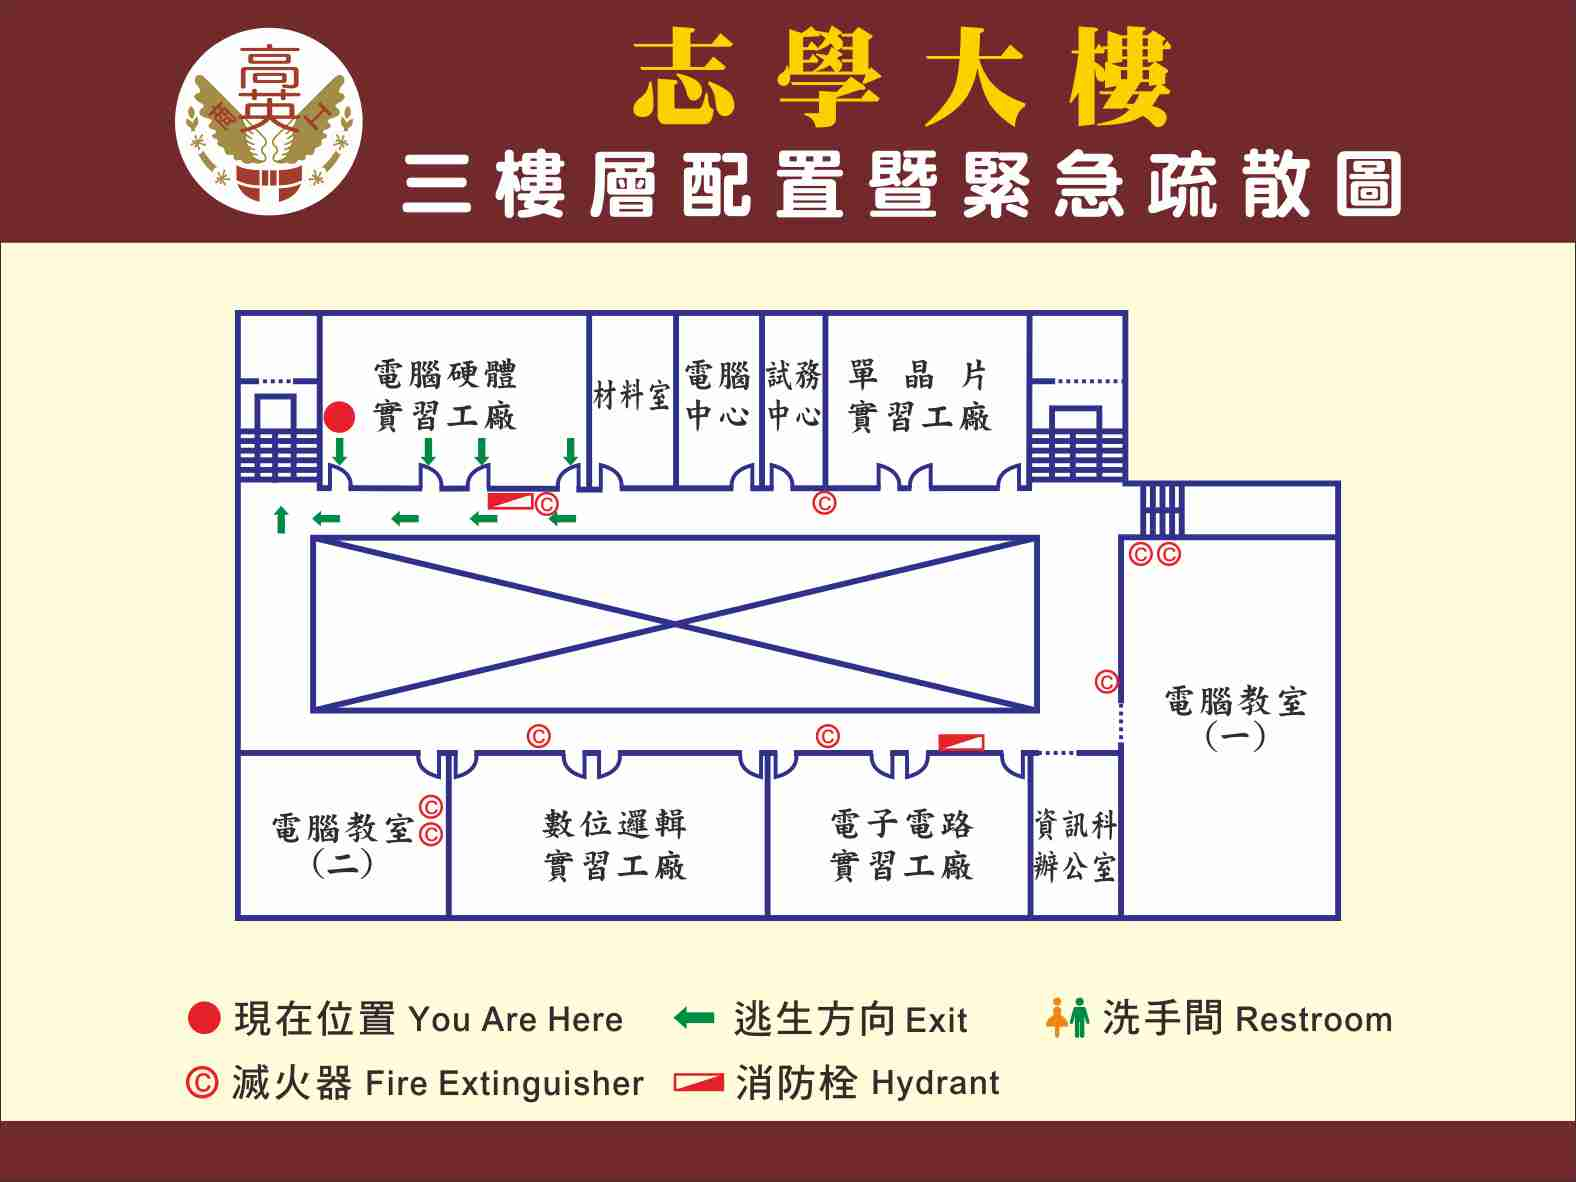 高英
商工
志學大樓
三樓層配置暨緊急疏散圖
電腦硬體
實習工廠
材料室
電腦
中心
試務
中心
單晶片
實習工廠
C
C
C C
C
電腦教室
(一)
C
C
電腦教室
(二)
C
C
數位邏輯
實習工廠
電子電路
實習工廠
資訊科
辦公室
現在位置 You Are Here
逃生方向 Exit
洗手間 Restroom
C 滅火器 Fire Extinguisher
消防栓 Hydrant